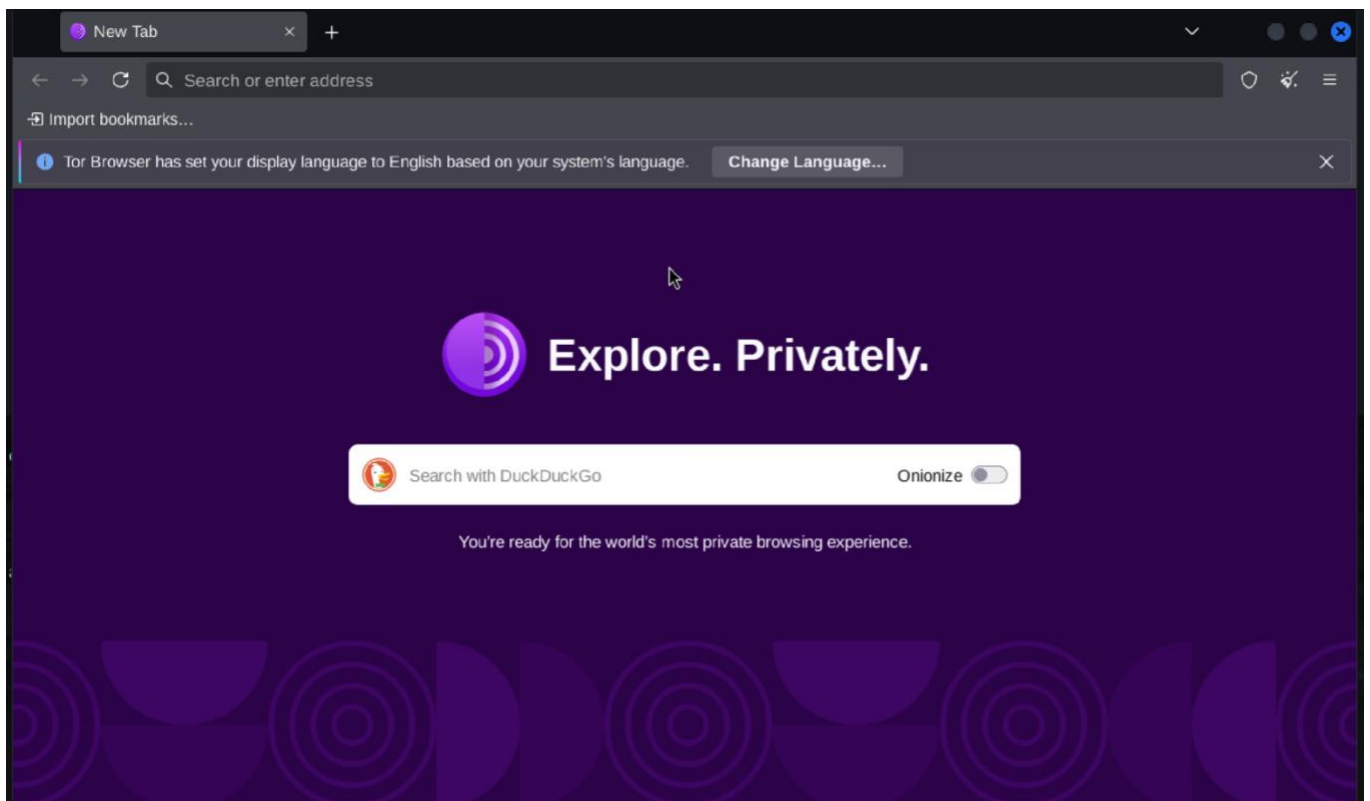 New Tab
Search or enter address
Import bookmarks...
Tor Browser has set your display language to English based on your system's language. Change Language...
Explore. Privately.
Search with DuckDuckGo Onionize
You're ready for the world's most private browsing experience.